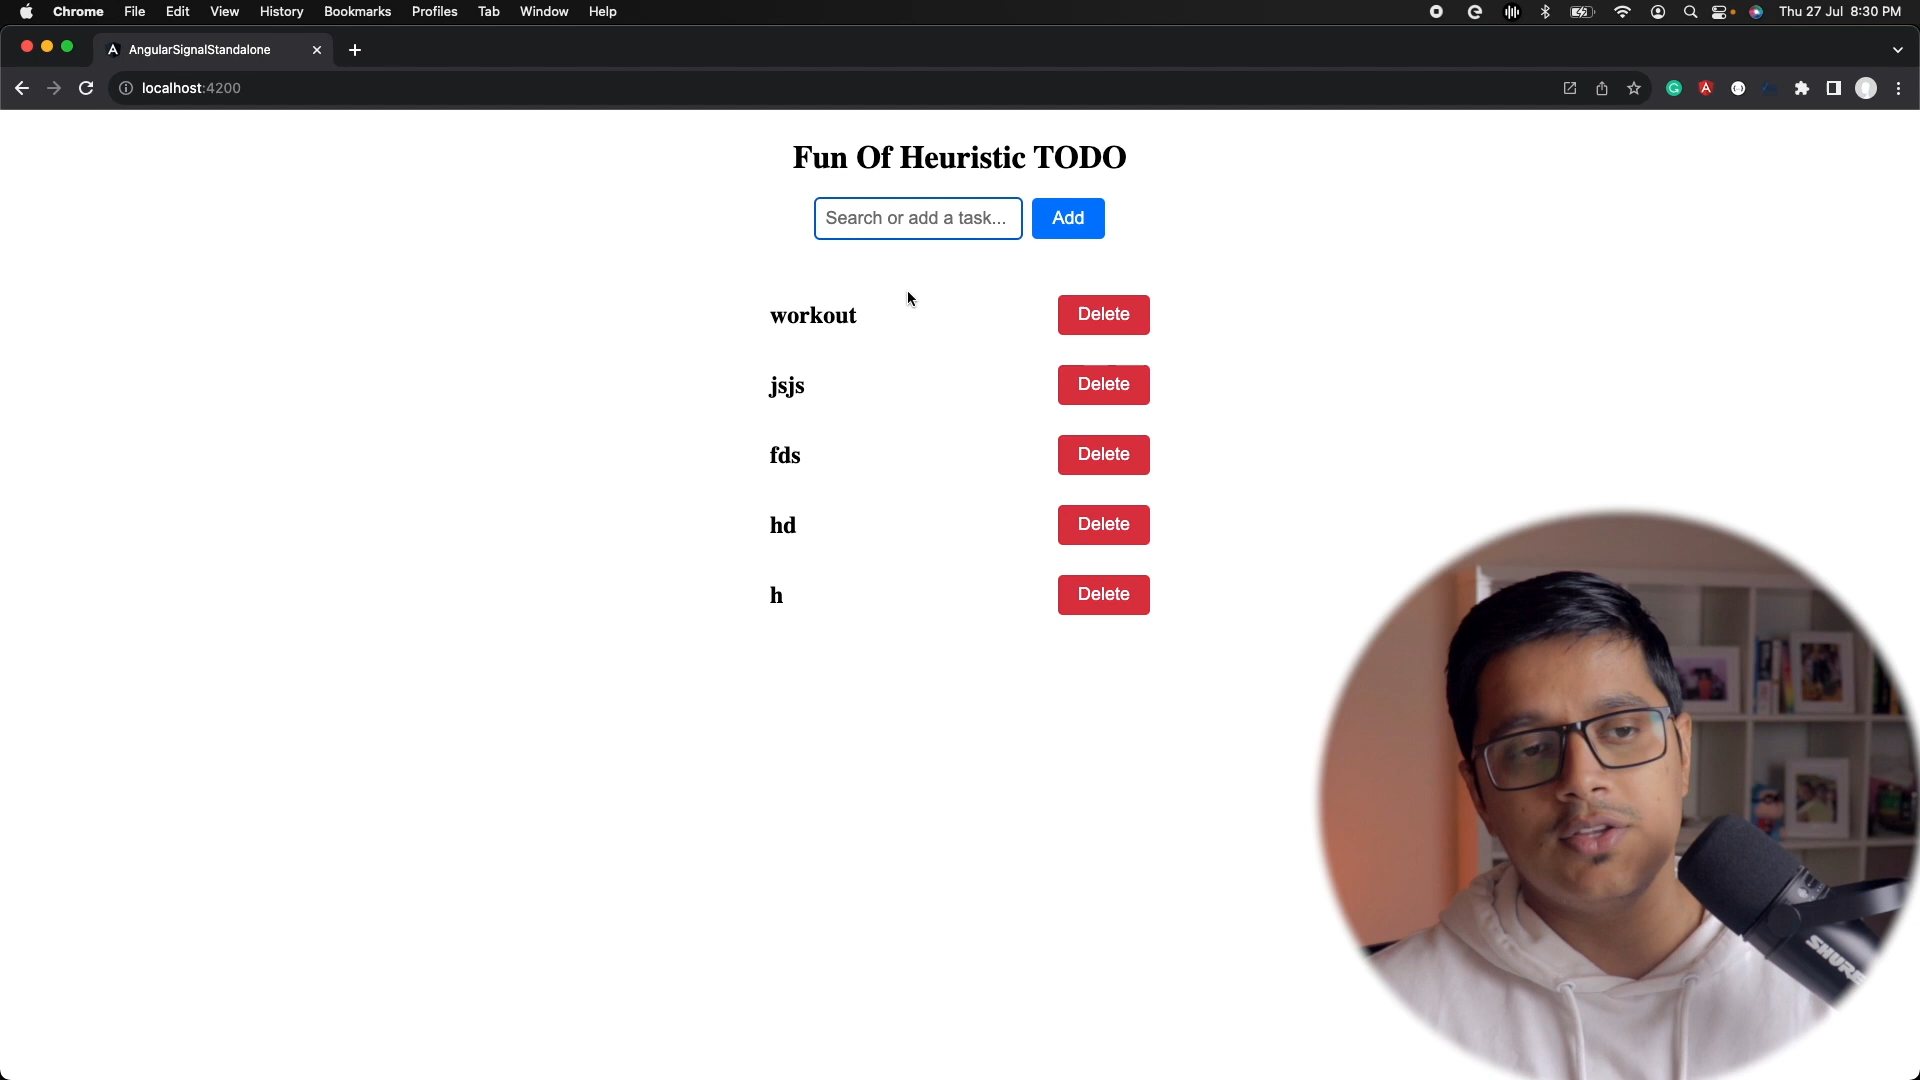 Chrome File Edit View History Bookmarks Profiles Tab Window Help Thu 27 Jul 8:30 PM
AngularSignalStandalone
localhost:4200
Fun Of Heuristic TODO
Search or add a task... Add
workout Delete
jsjs Delete
fds Delete
hd Delete
h Delete
SHURE